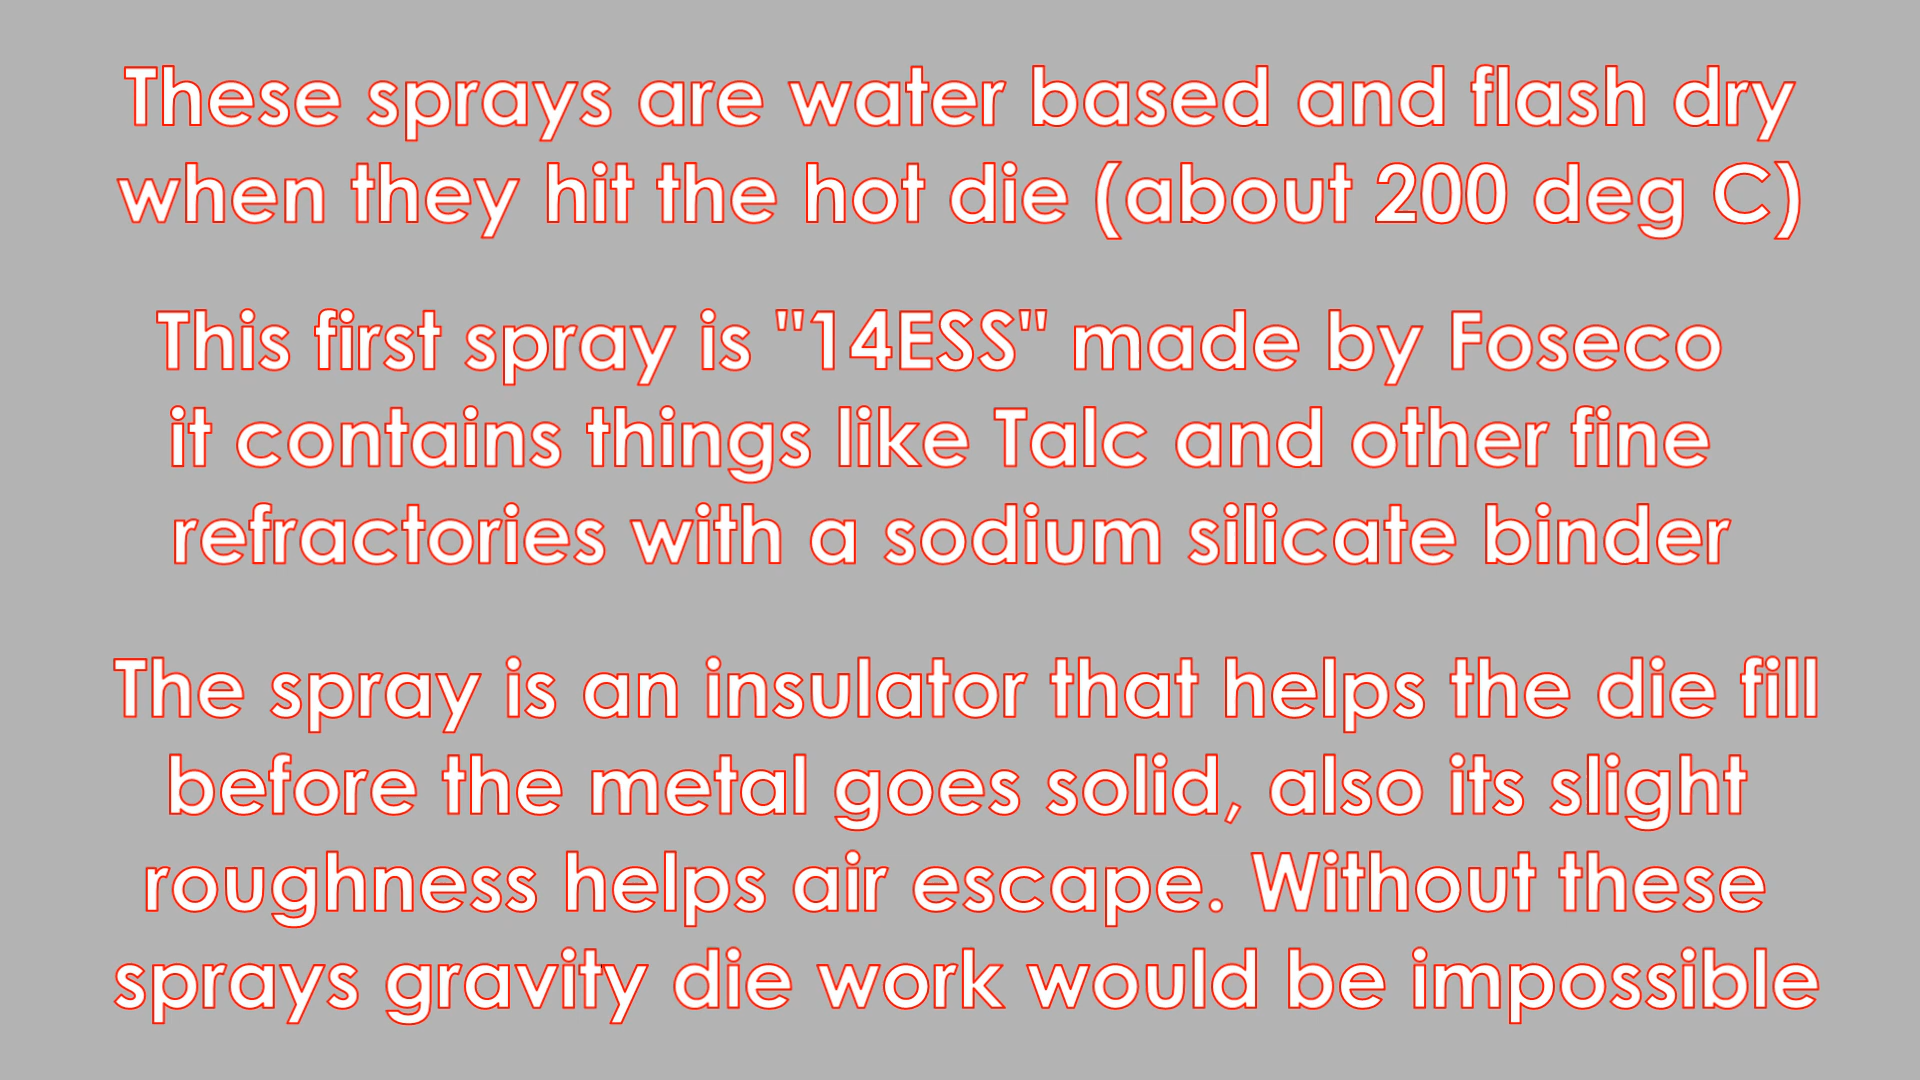 These sprays are water based and flash dry
when they hit the hot die (about 200 deg C)
This first spray is "14ESS" made by Foseco
it contains things like Talc and other fine
refractories with a sodium silicate binder
The spray is an insulator that helps the die fill
before the metal goes solid, also its slight
roughness helps air escape. Without these
sprays gravity die work would be impossible